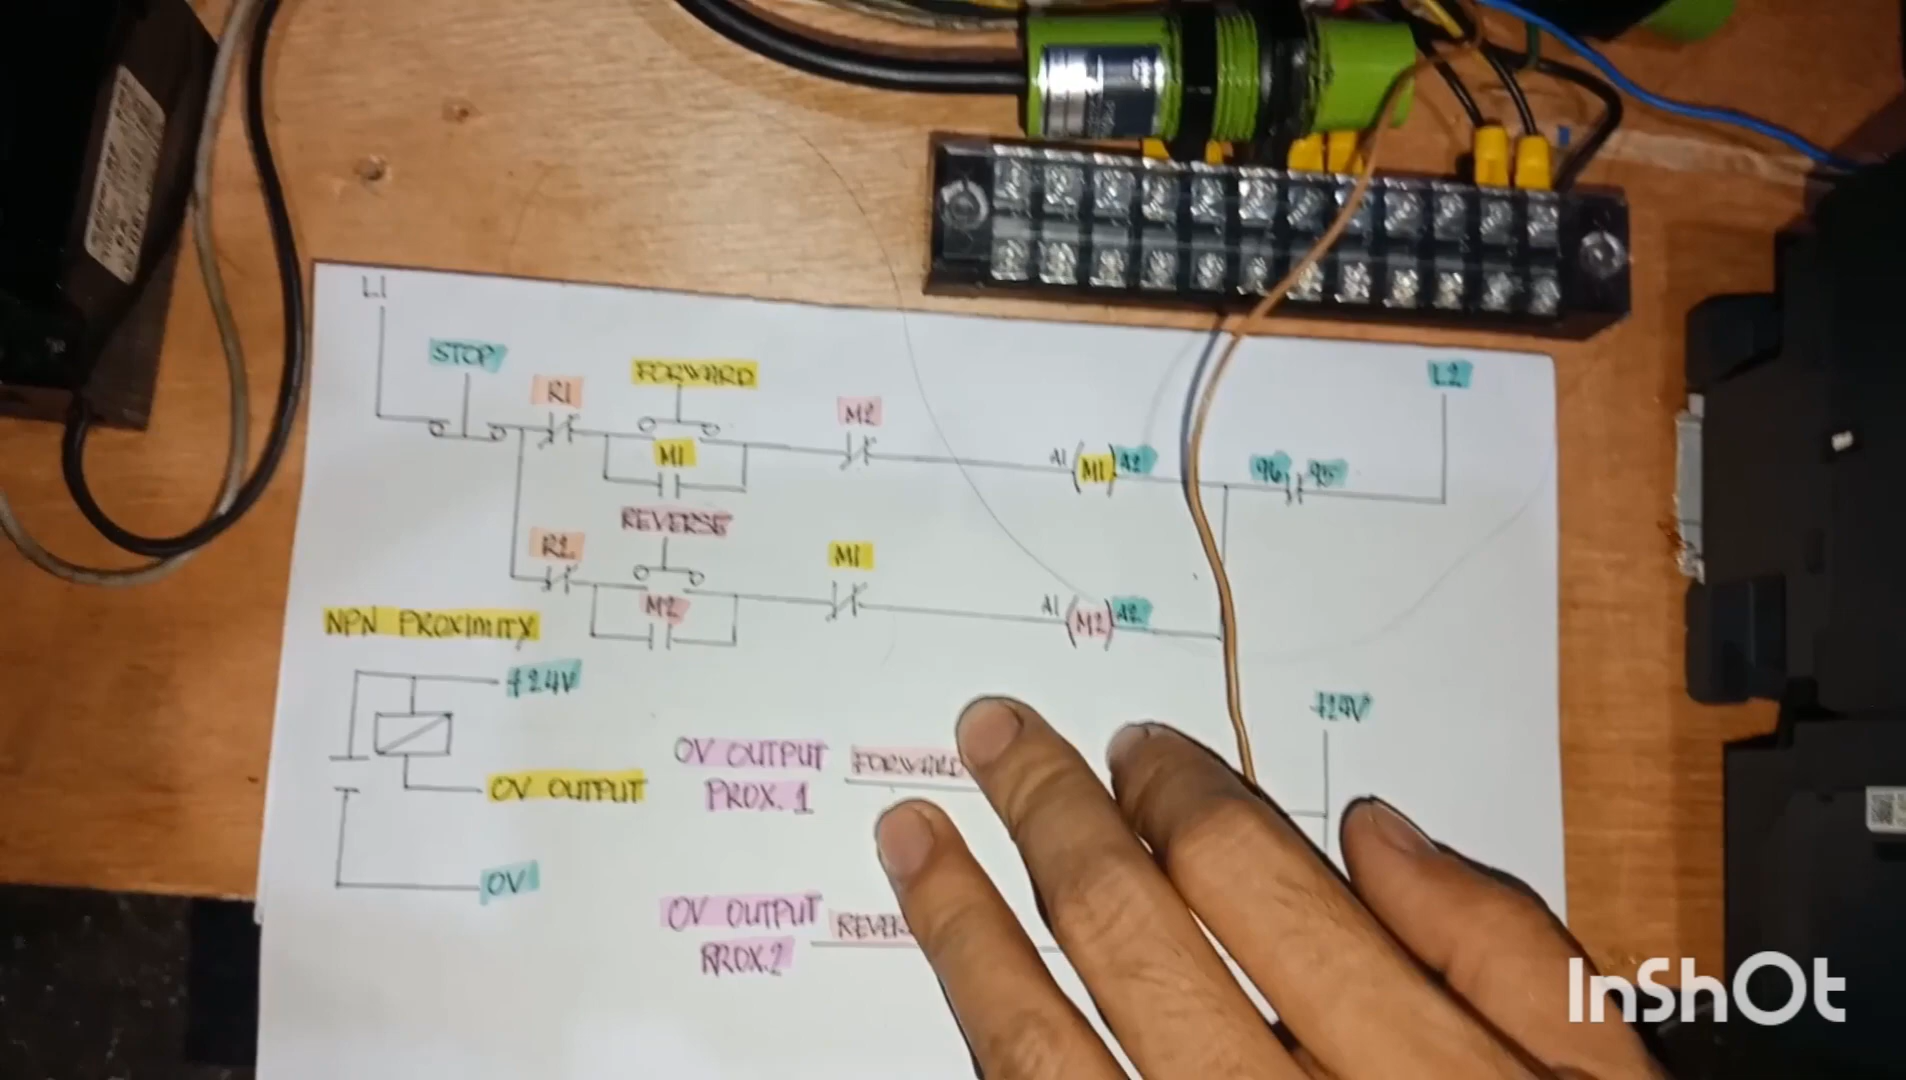 L1
STOP
R1
FORWARD
M2
L2
M1
A1
M1
A2
96
95
REVERSE
R2
M1
M2
A1
M2
A2
NPN PROXIMITY
+24V
+24V
0V OUTPUT
FORWARD
PROX. 1
0V OUTPUT
0V
0V OUTPUT
PROX.2
InShOt